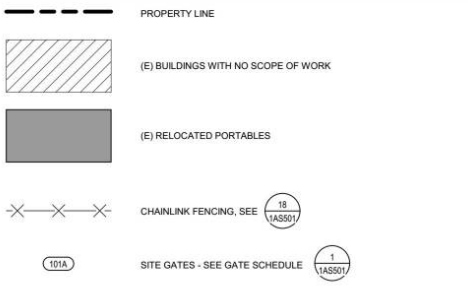 PROPERTY LINE
(E) BUILDINGS WITH NO SCOPE OF WORK
(E) RELOCATED PORTABLES
CHAINLINK FENCING, SEE 18 1AS501
101A SITE GATES - SEE GATE SCHEDULE 1 1AS501